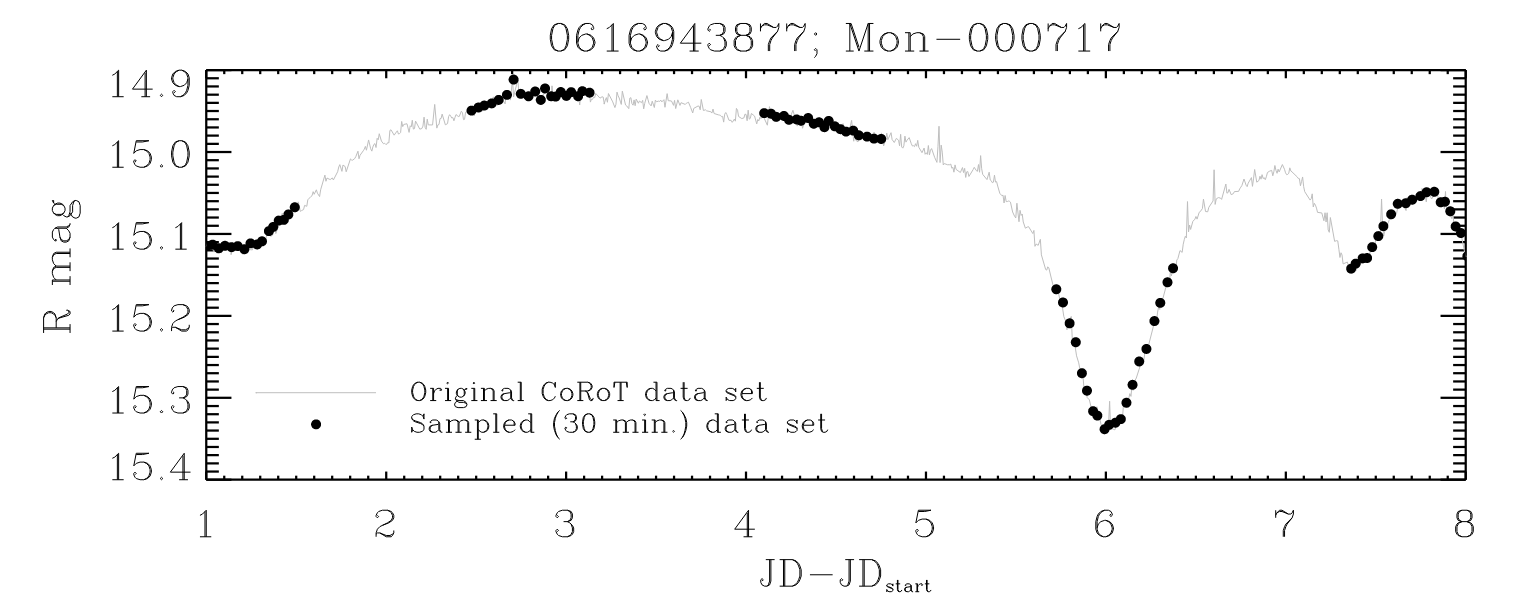 0616943877; Mon-000717
14.9
15.0
15.1
15.2
15.3
15.4
R mag
Original CoRoT data set
Sampled (30 min.) data set
1 2 3 4 5 6 7 8
JD-JDstart